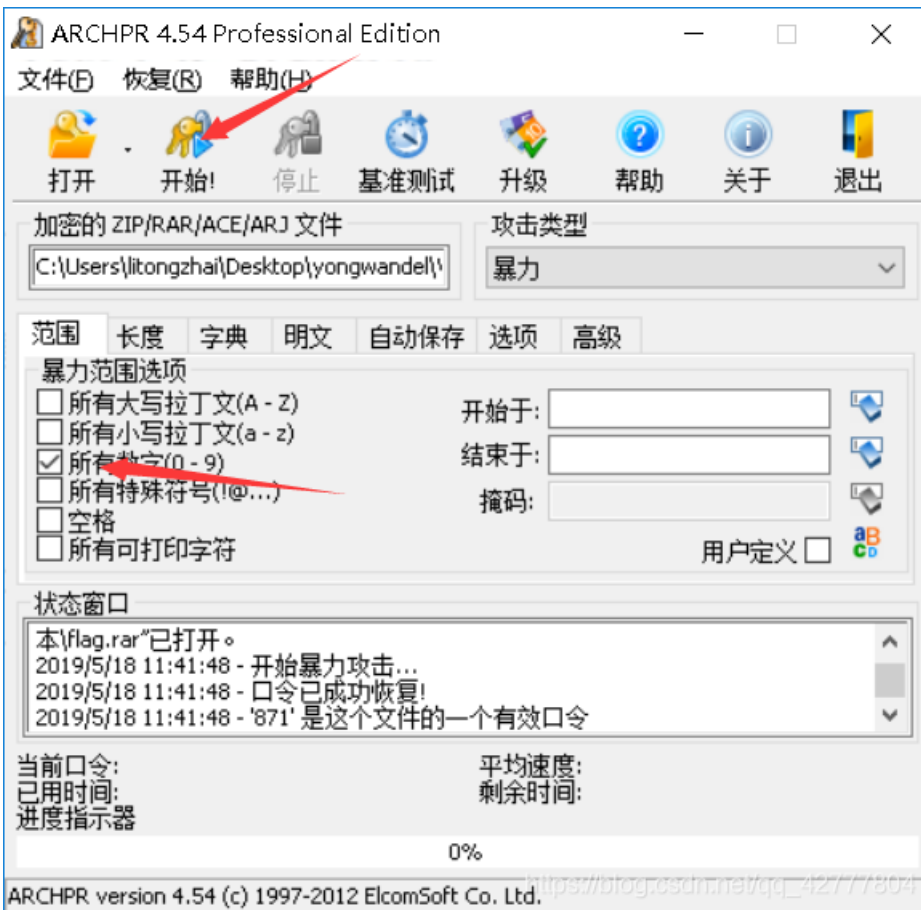 ARCHPR 4.54 Professional Edition
文件(F) 恢复(R) 帮助(H)
打开 开始! 停止 基准测试 升级 帮助 关于 退出
加密的 ZIP/RAR/ACE/ARJ 文件 攻击类型
C:\Users\litongzhai\Desktop\yongwandel\ 暴力
范围 长度 字典 明文 自动保存 选项 高级
暴力范围选项
所有大写拉丁文(A - Z)
开始于:
所有小写拉丁文(a - z)
结束于:
所有数字(0 - 9)
所有特殊符号(!@...)
掩码:
空格
所有可打印字符
用户定义
aBCD
状态窗口
本\flag.rar"已打开。
2019/5/18 11:41:48 - 开始暴力攻击...
2019/5/18 11:41:48 - 口令已成功恢复!
2019/5/18 11:41:48 - '871' 是这个文件的一个有效口令
当前口令: 平均速度:
已用时间: 剩余时间:
进度指示器
0%
ARCHPR version 4.54 (c) 1997-2012 ElcomSoft Co. Ltd.
https://blog.csdn.net/qq_42777804